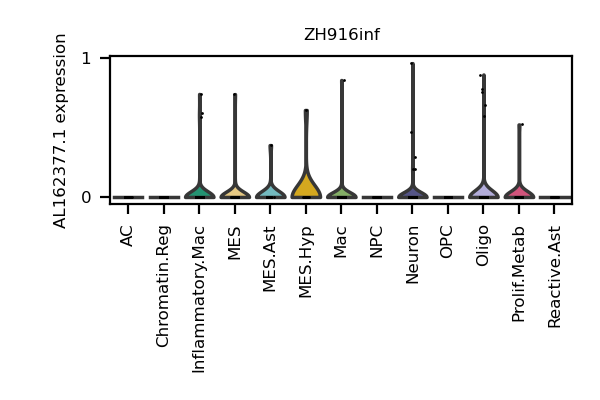 ZH916inf
AL162377.1 expression
1
0
AC
Chromatin.Reg
Inflammatory.Mac
MES
MES.Ast
MES.Hyp
Mac
NPC
Neuron
OPC
Oligo
Prolif.Metab
Reactive.Ast